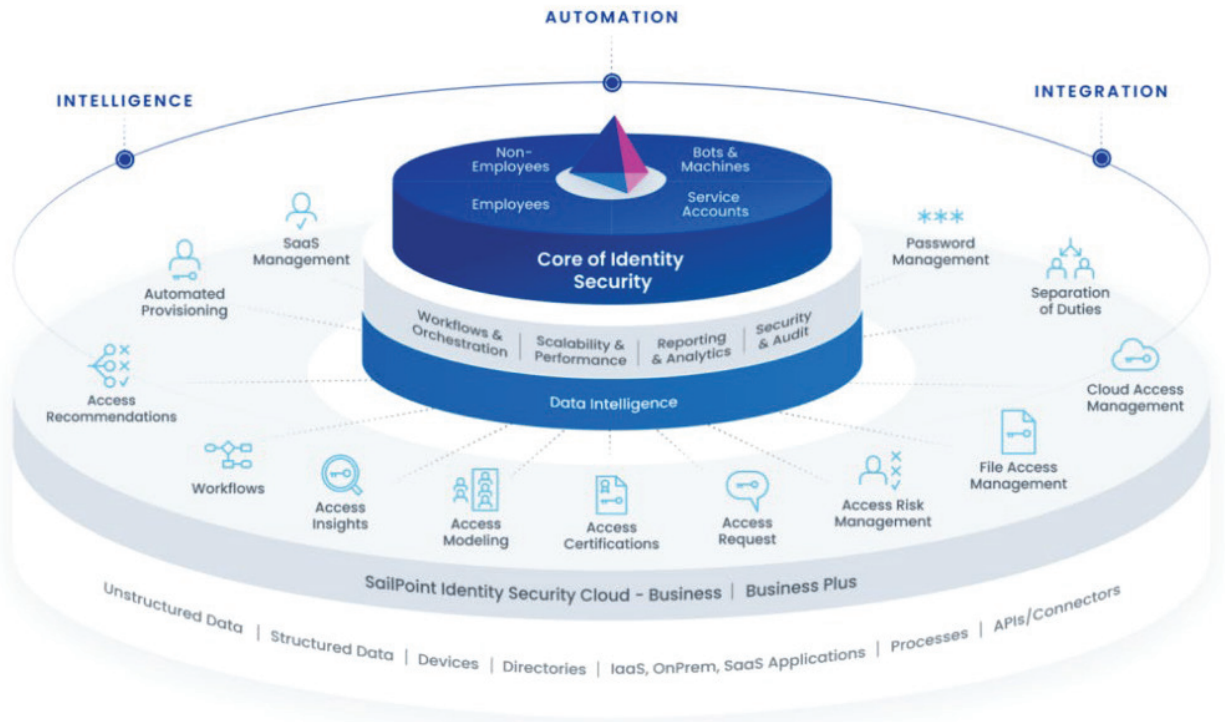 AUTOMATION
INTELLIGENCE
INTEGRATION
Non-
Employees
Bots &
Machines
Employees
Service
Accounts
Core of Identity
Security
Workflows &
Orchestration
Scalability &
Performance
Reporting
& Analytics
Security
& Audit
Data Intelligence
SaaS
Management
Automated
Provisioning
Access
Recommendations
Workflows
Access
Insights
Access
Modeling
Access
Certifications
Access
Request
Access Risk
Management
File Access
Management
Cloud Access
Management
Separation
of Duties
***
Password
Management
SailPoint Identity Security Cloud - Business | Business Plus
Unstructured Data | Structured Data | Devices | Directories | IaaS, OnPrem, SaaS Applications | Processes | APIs/Connectors